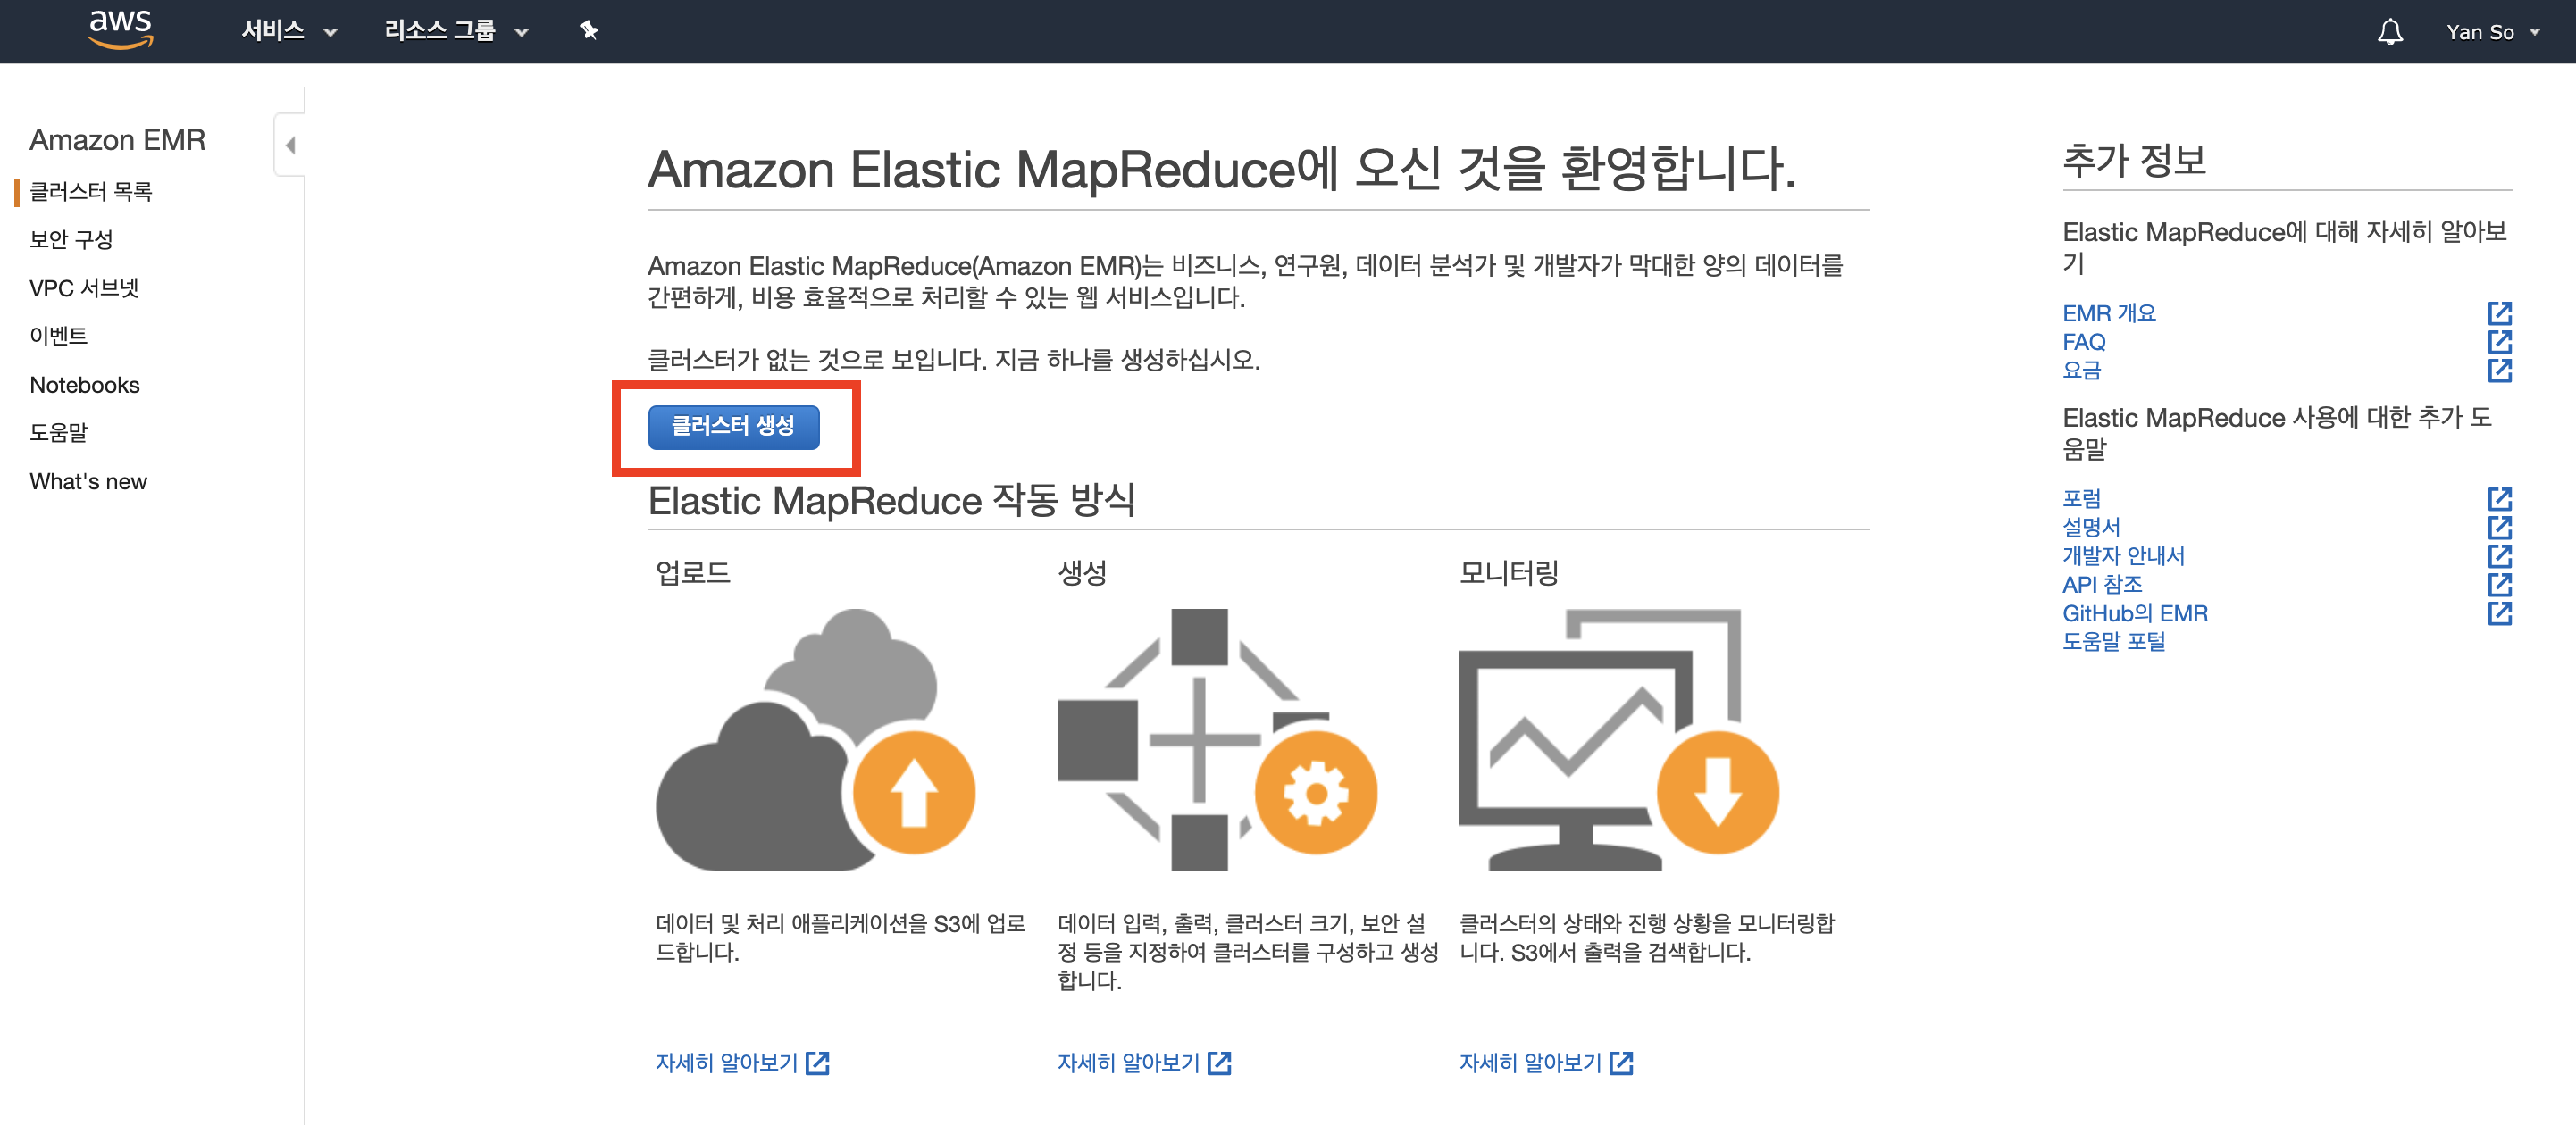 aws
서비스
리소스 그룹
Yan So
Amazon EMR
클러스터 목록
보안 구성
VPC 서브넷
이벤트
Notebooks
도움말
What's new
Amazon Elastic MapReduce에 오신 것을 환영합니다.
Amazon Elastic MapReduce(Amazon EMR)는 비즈니스, 연구원, 데이터 분석가 및 개발자가 막대한 양의 데이터를
간편하게, 비용 효율적으로 처리할 수 있는 웹 서비스입니다.
클러스터가 없는 것으로 보입니다. 지금 하나를 생성하십시오.
클러스터 생성
Elastic MapReduce 작동 방식
업로드
데이터 및 처리 애플리케이션을 S3에 업로
드합니다.
자세히 알아보기
생성
데이터 입력, 출력, 클러스터 크기, 보안 설
정 등을 지정하여 클러스터를 구성하고 생성
합니다.
자세히 알아보기
모니터링
클러스터의 상태와 진행 상황을 모니터링합
니다. S3에서 출력을 검색합니다.
자세히 알아보기
추가 정보
Elastic MapReduce에 대해 자세히 알아보
기
EMR 개요
FAQ
요금
Elastic MapReduce 사용에 대한 추가 도
움말
포럼
설명서
개발자 안내서
API 참조
GitHub의 EMR
도움말 포털